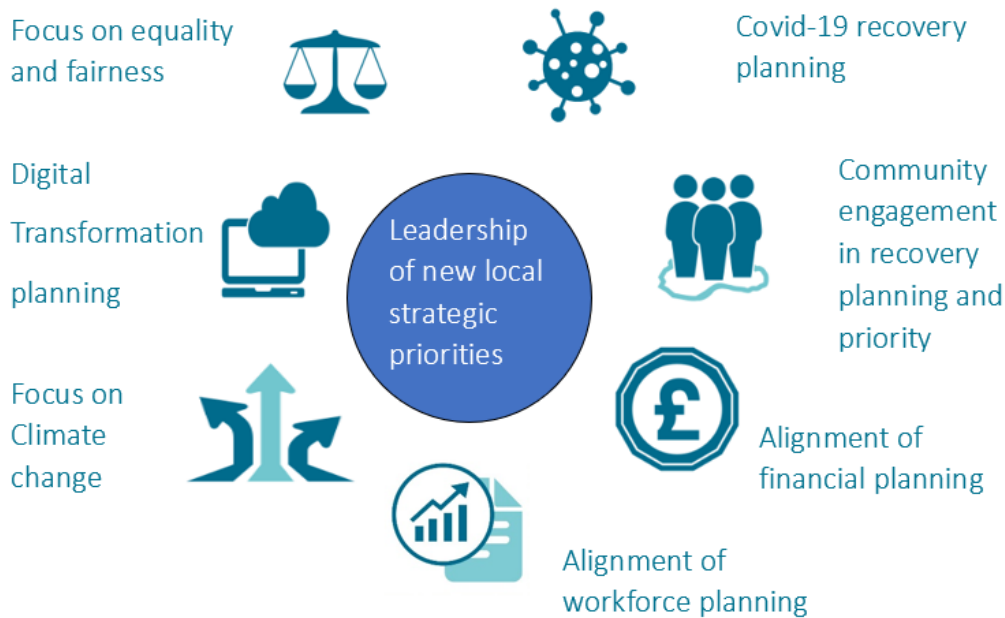 Focus on equality
and fairness
Covid-19 recovery
planning
Digital
Transformation
planning
Leadership
of new local
strategic
priorities
Community
engagement
in recovery
planning and
priority
Focus on
Climate
change
£
Alignment of
financial planning
Alignment of
workforce planning